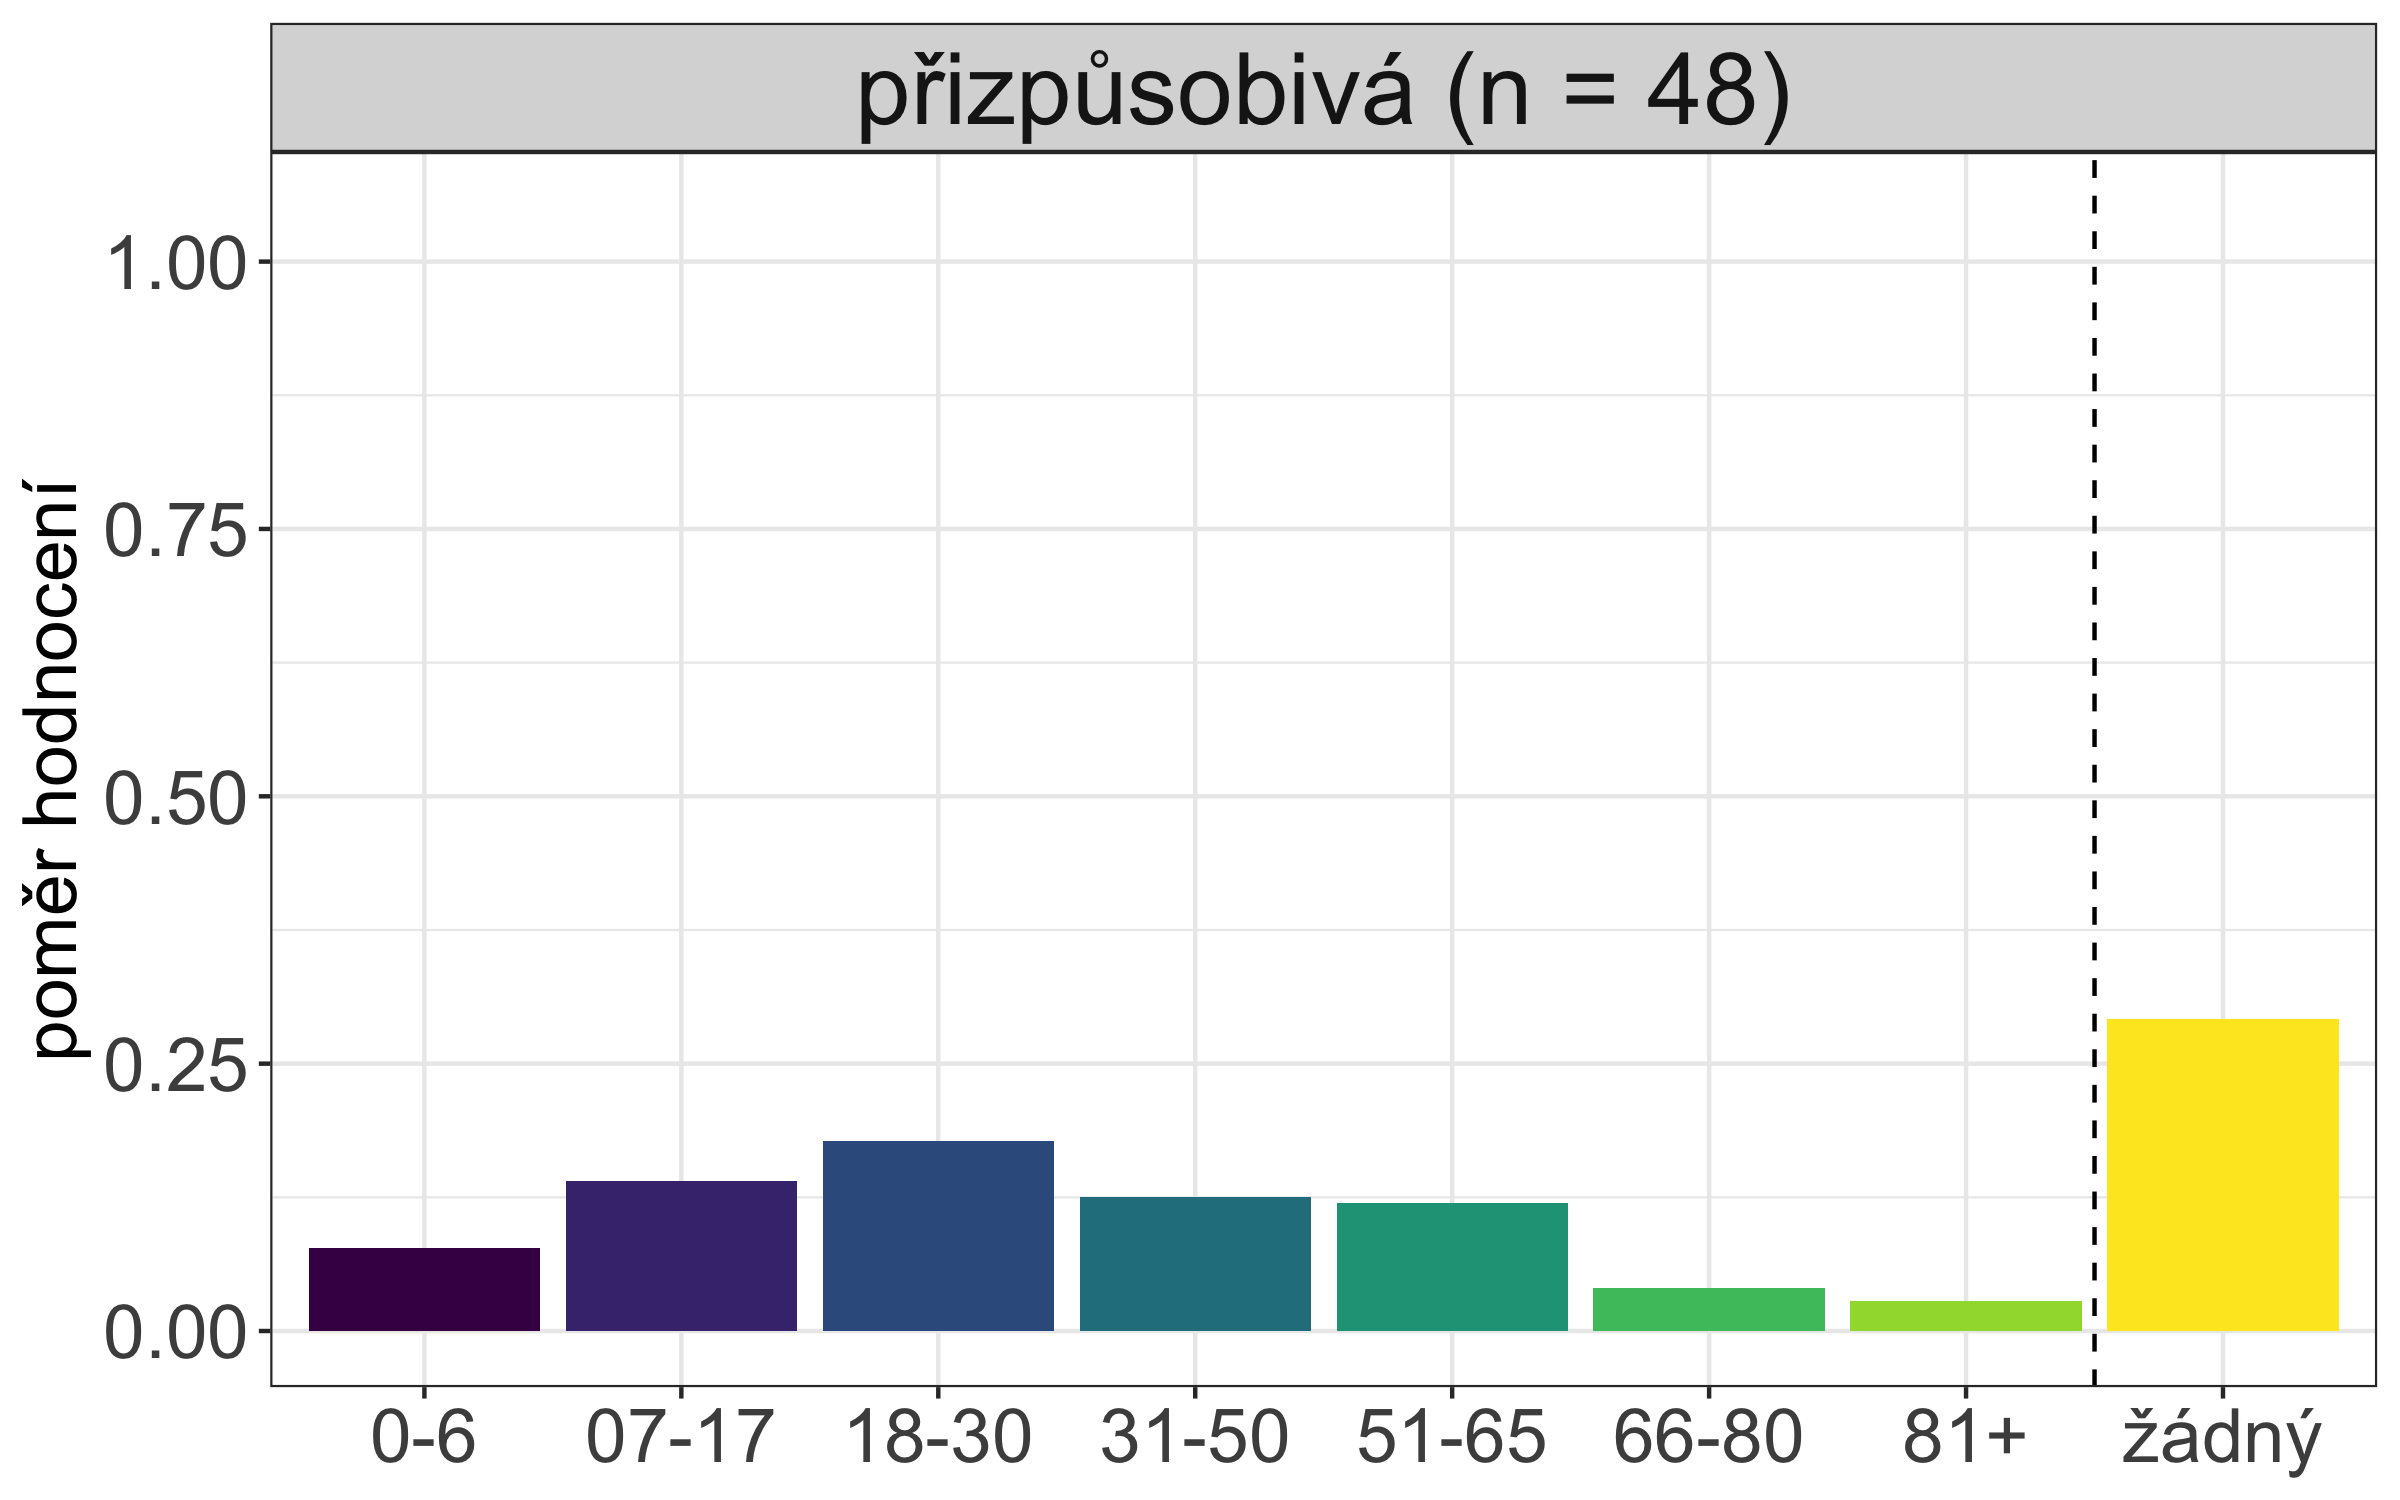 přizpůsobivá (n = 48)
poměr hodnocení
1.00
0.75
0.50
0.25
0.00
0-6 07-17 18-30 31-50 51-65 66-80 81+ žádný